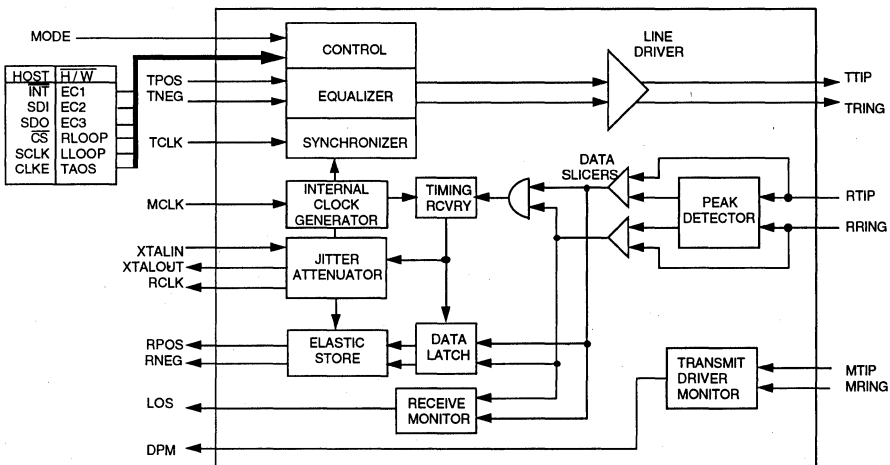 MODE
CONTROL
LINE
DRIVER
HOST H/W
INT EC1
SDI EC2
SDO EC3
CS RLOOP
SCLK LLOOP
CLKE TAOS
TPOS
TNEG
EQUALIZER
TTIP
TRING
TCLK
SYNCHRONIZER
DATA
SLICERS
MCLK
INTERNAL
CLOCK
GENERATOR
TIMING
RCVRY
PEAK
DETECTOR
RTIP
RRING
XTALIN
XTALOUT
RCLK
JITTER
ATTENUATOR
RPOS
RNEG
ELASTIC
STORE
DATA
LATCH
TRANSMIT
DRIVER
MONITOR
MTIP
MRING
LOS
RECEIVE
MONITOR
DPM